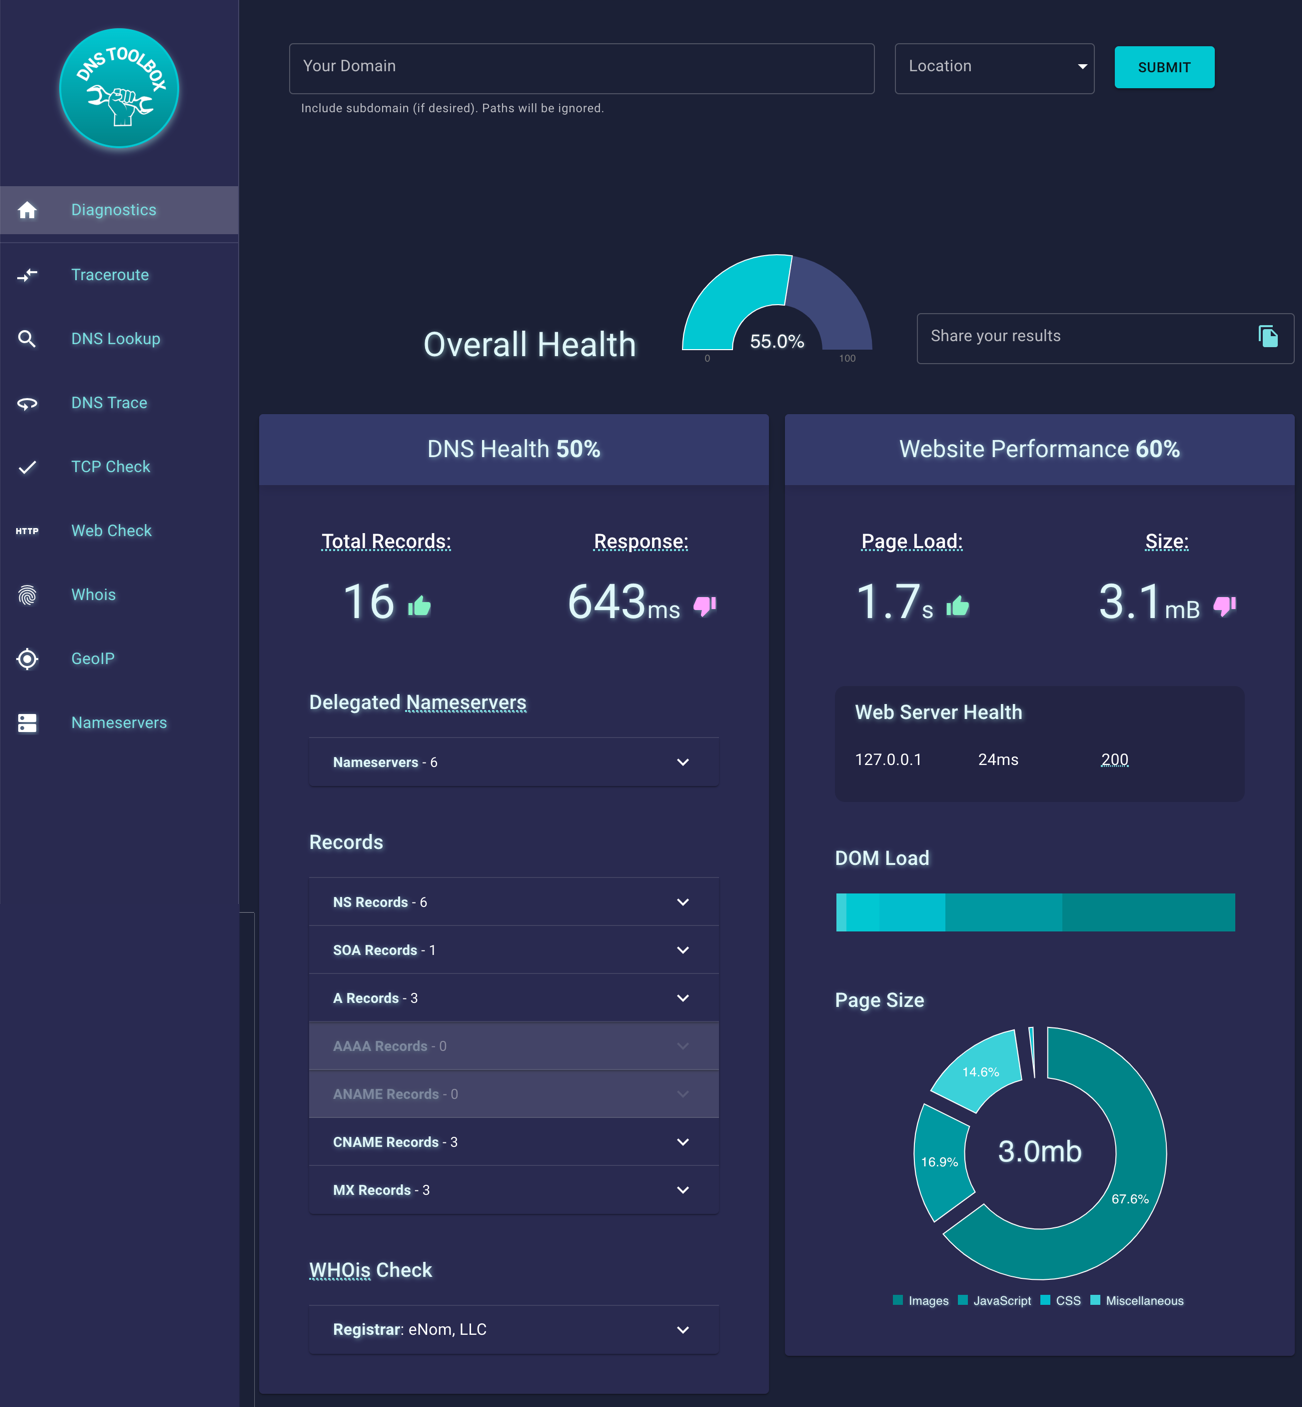 DNS TOOLBOX
Diagnostics
Traceroute
DNS Lookup
DNS Trace
TCP Check
HTTP Web Check
Whois
GeoIP
Nameservers
Your Domain
Location
SUBMIT
Include subdomain (if desired). Paths will be ignored.
Overall Health
55.0%
0 100
Share your results
DNS Health 50%
Total Records: Response:
16 643ms
Delegated Nameservers
Nameservers - 6
Records
NS Records - 6
SOA Records - 1
A Records - 3
AAAA Records - 0
ANAME Records - 0
CNAME Records - 3
MX Records - 3
WHOis Check
Registrar: eNom, LLC
Website Performance 60%
Page Load: Size:
1.7s 3.1mB
Web Server Health
127.0.0.1 24ms 200
DOM Load
Page Size
14.6%
16.9%
3.0mb
67.6%
Images JavaScript CSS Miscellaneous